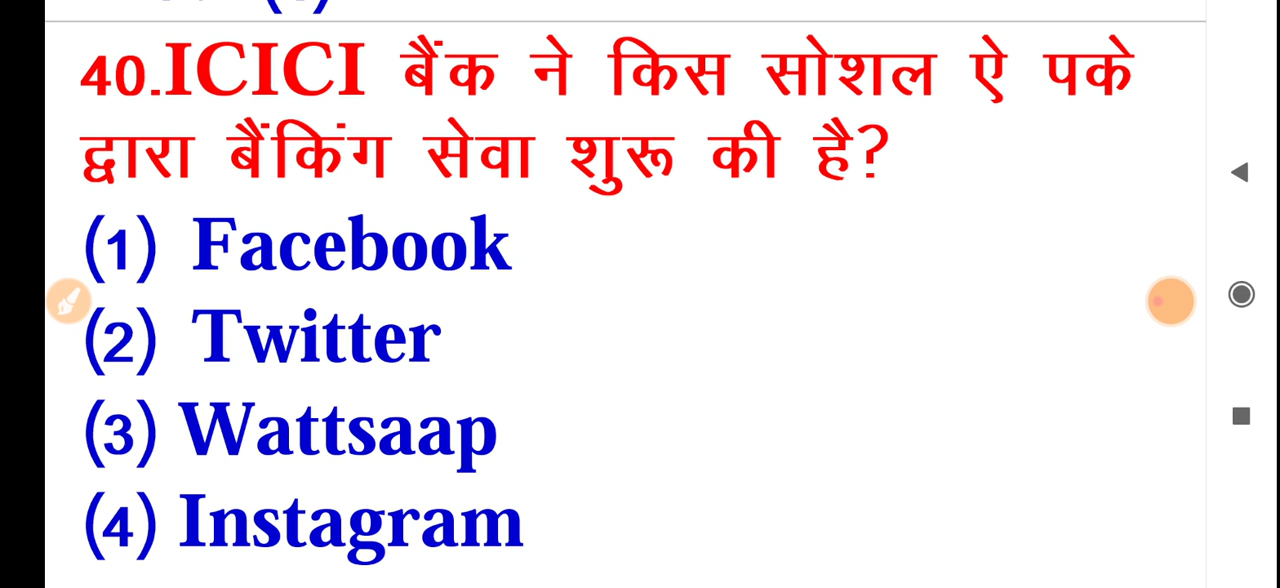 40.ICICI बैंक ने किस सोशल ऐ पके
द्वारा बैंकिंग सेवा शुरू की है?
(1) Facebook
(2) Twitter
(3) Wattsaap
(4) Instagram